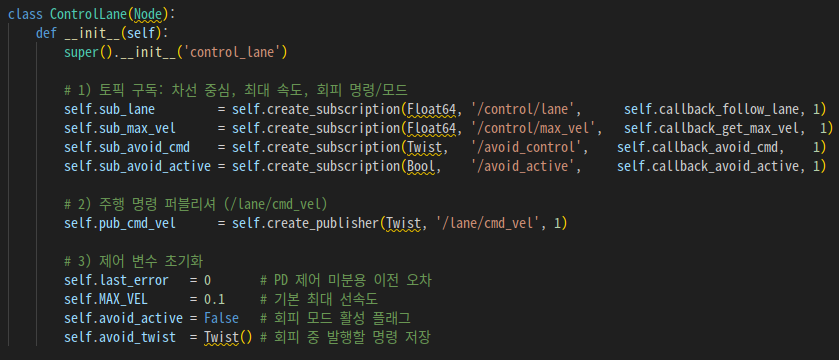 class ControlLane(Node):
    def __init__(self):
        super().__init__('control_lane')

        # 1) 토픽 구독: 차선 중심, 최대 속도, 회피 명령/모드
        self.sub_lane         = self.create_subscription(Float64, '/control/lane',      self.callback_follow_lane, 1)
        self.sub_max_vel      = self.create_subscription(Float64, '/control/max_vel',   self.callback_get_max_vel,  1)
        self.sub_avoid_cmd    = self.create_subscription(Twist,   '/avoid_control',    self.callback_avoid_cmd,    1)
        self.sub_avoid_active = self.create_subscription(Bool,    '/avoid_active',     self.callback_avoid_active, 1)

        # 2) 주행 명령 퍼블리셔 (/lane/cmd_vel)
        self.pub_cmd_vel      = self.create_publisher(Twist, '/lane/cmd_vel', 1)

        # 3) 제어 변수 초기화
        self.last_error   = 0       # PD 제어 미분용 이전 오차
        self.MAX_VEL      = 0.1     # 기본 최대 선속도
        self.avoid_active = False   # 회피 모드 활성 플래그
        self.avoid_twist  = Twist() # 회피 중 발행할 명령 저장